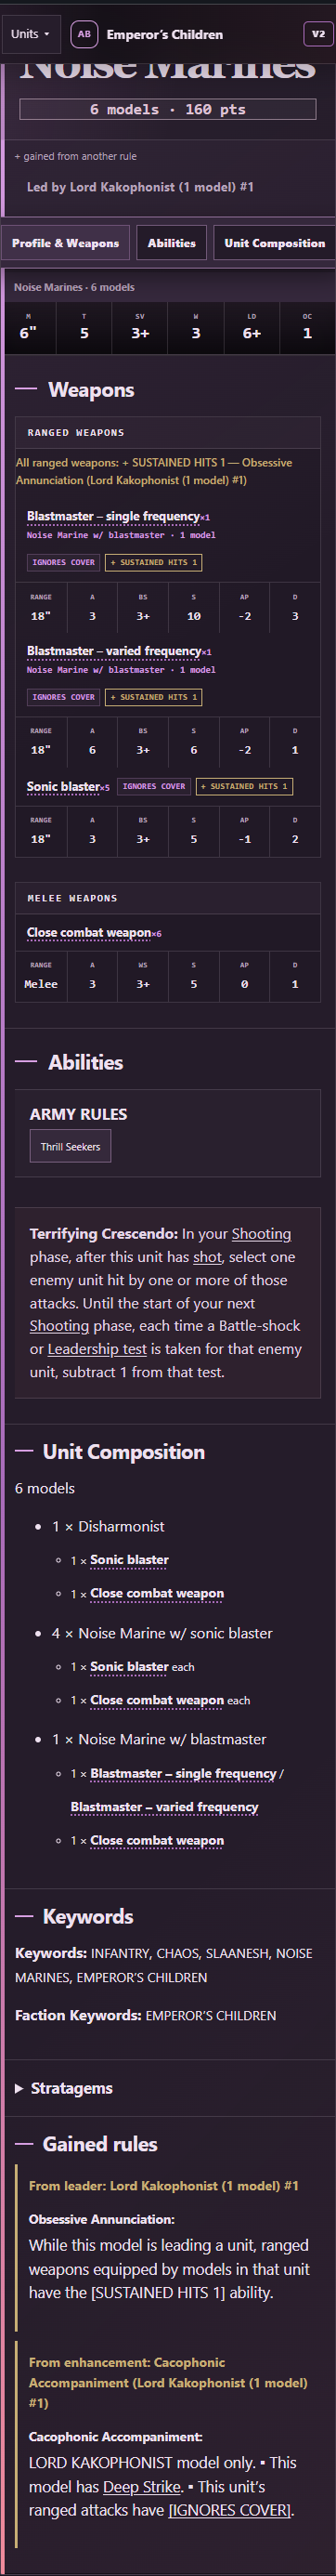 Units ▾
AB
Emperor's Children
V2
Noise Marines
6 models · 160 pts
+ gained from another rule
Led by Lord Kakophonist (1 model) #1
Profile & Weapons
Abilities
Unit Composition
Noise Marines · 6 models
M T SV W LD OC
6" 5 3+ 3 6+ 1
Weapons
RANGED WEAPONS
All ranged weapons: + SUSTAINED HITS 1 — Obsessive
Annunciation (Lord Kakophonist (1 model) #1)
Blastmaster – single frequency×1
Noise Marine w/ blastmaster · 1 model
IGNORES COVER + SUSTAINED HITS 1
RANGE A BS S AP D
18" 3 3+ 10 -2 3
Blastmaster – varied frequency×1
Noise Marine w/ blastmaster · 1 model
IGNORES COVER + SUSTAINED HITS 1
RANGE A BS S AP D
18" 6 3+ 6 -2 1
Sonic blaster×5 IGNORES COVER + SUSTAINED HITS 1
RANGE A BS S AP D
18" 3 3+ 5 -1 2
MELEE WEAPONS
Close combat weapon×6
RANGE A WS S AP D
Melee 3 3+ 5 0 1
Abilities
ARMY RULES
Thrill Seekers
Terrifying Crescendo: In your Shooting
phase, after this unit has shot, select one
enemy unit hit by one or more of those
attacks. Until the start of your next
Shooting phase, each time a Battle-shock
or Leadership test is taken for that enemy
unit, subtract 1 from that test.
Unit Composition
6 models
• 1 × Disharmonist
◦ 1 × Sonic blaster
◦ 1 × Close combat weapon
• 4 × Noise Marine w/ sonic blaster
◦ 1 × Sonic blaster each
◦ 1 × Close combat weapon each
• 1 × Noise Marine w/ blastmaster
◦ 1 × Blastmaster – single frequency /
Blastmaster – varied frequency
◦ 1 × Close combat weapon
Keywords
Keywords: INFANTRY, CHAOS, SLAANESH, NOISE
MARINES, EMPEROR'S CHILDREN
Faction Keywords: EMPEROR'S CHILDREN
▶ Stratagems
Gained rules
From leader: Lord Kakophonist (1 model) #1
Obsessive Annunciation:
While this model is leading a unit, ranged
weapons equipped by models in that unit
have the [SUSTAINED HITS 1] ability.
From enhancement: Cacophonic
Accompaniment (Lord Kakophonist (1 model)
#1)
Cacophonic Accompaniment:
LORD KAKOPHONIST model only. ▪ This
model has Deep Strike. ▪ This unit's
ranged attacks have [IGNORES COVER].